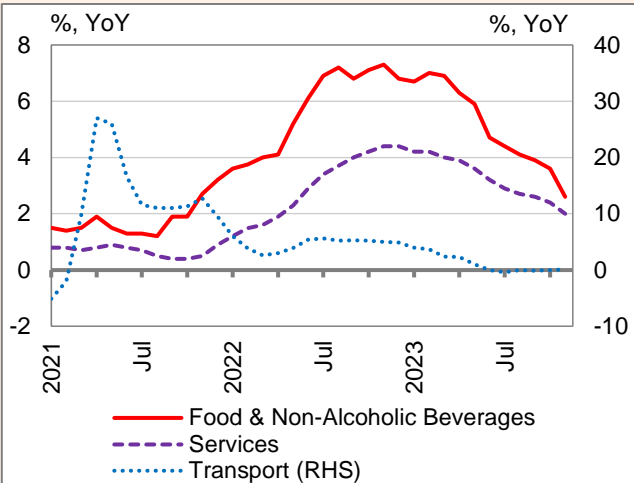 %, YoY %, YoY
8 40
6 30
4 20
2 10
0 0
-2 -10
2021 Jul 2022 Jul 2023 Jul
Food & Non-Alcoholic Beverages
Services
Transport (RHS)